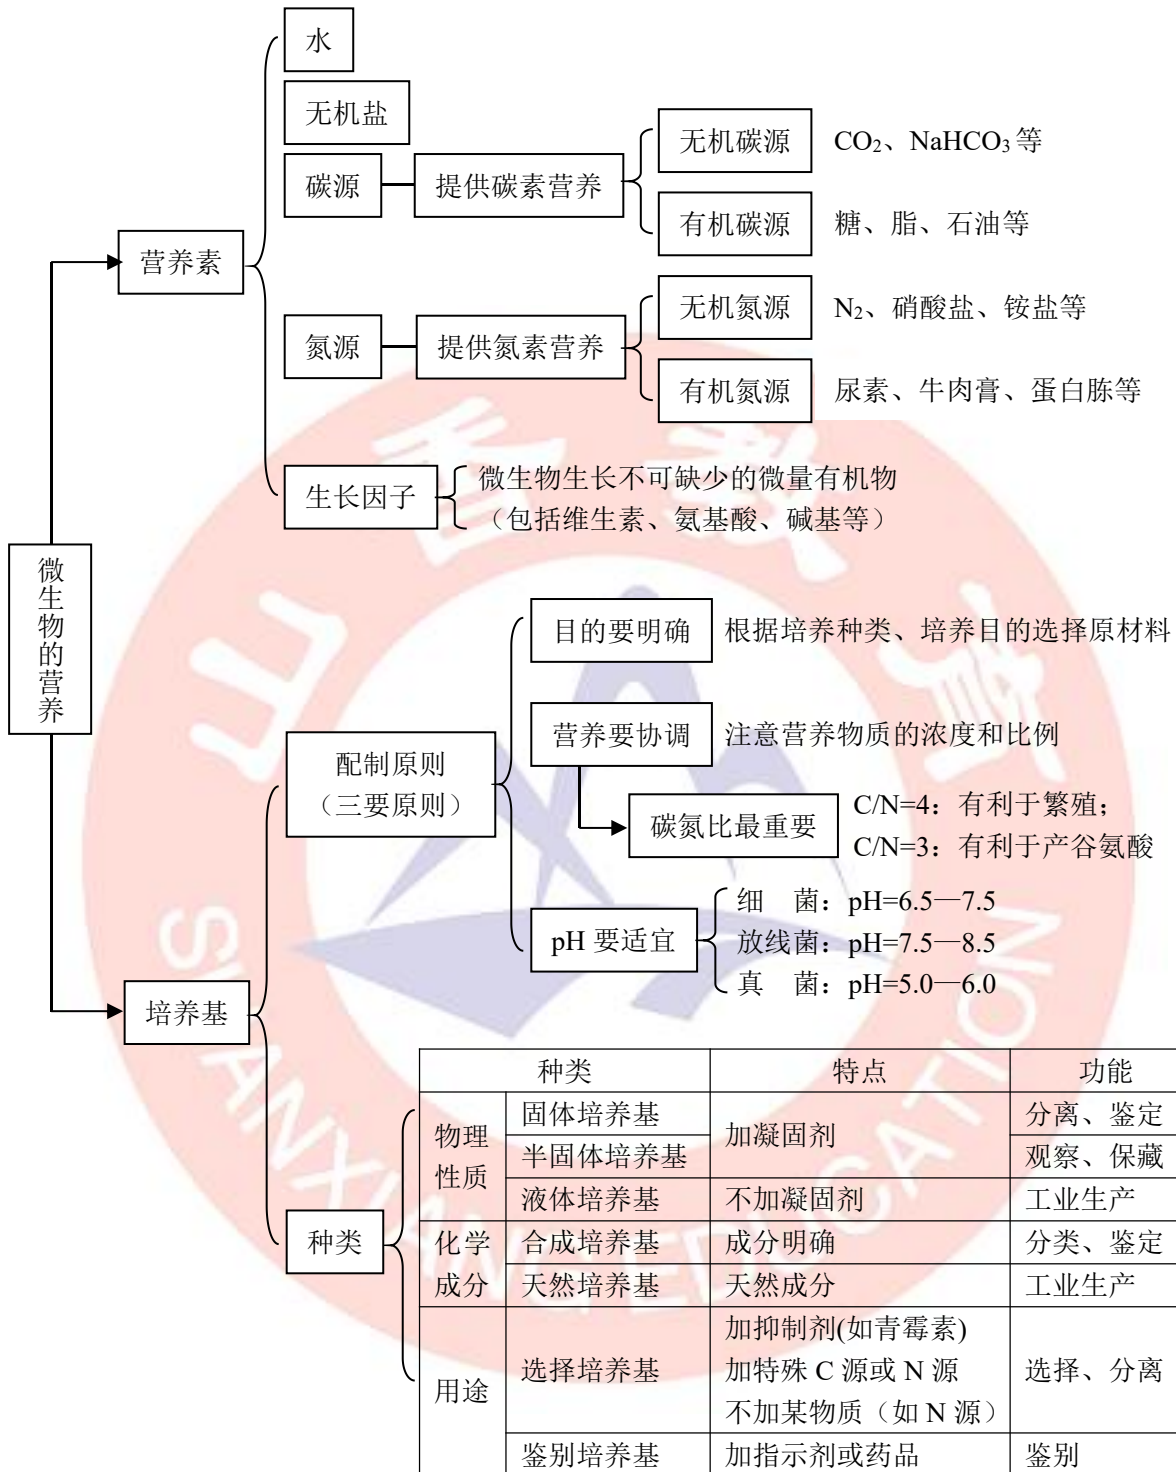 水
无机盐
碳源
提供碳素营养
无机碳源
CO₂、NaHCO₃等
有机碳源
糖、脂、石油等
营养素
氮源
提供氮素营养
无机氮源
N₂、硝酸盐、铵盐等
有机氮源
尿素、牛肉膏、蛋白胨等
生长因子
微生物生长不可缺少的微量有机物
（包括维生素、氨基酸、碱基等）
微生物的营养
目的要明确
根据培养种类、培养目的选择原材料
配制原则
（三要原则）
营养要协调
注意营养物质的浓度和比例
碳氮比最重要
C/N=4：有利于繁殖；
C/N=3：有利于产谷氨酸
pH 要适宜
细 菌：pH=6.5—7.5
放线菌：pH=7.5—8.5
真 菌：pH=5.0—6.0
培养基
种类
种类 特点 功能
物理性质
固体培养基 加凝固剂 分离、鉴定
半固体培养基 观察、保藏
液体培养基 不加凝固剂 工业生产
化学成分
合成培养基 成分明确 分类、鉴定
天然培养基 天然成分 工业生产
用途
选择培养基
加抑制剂(如青霉素)
加特殊 C 源或 N 源
不加某物质（如 N 源）
选择、分离
鉴别培养基 加指示剂或药品 鉴别
SHANXIANG EDUCATION